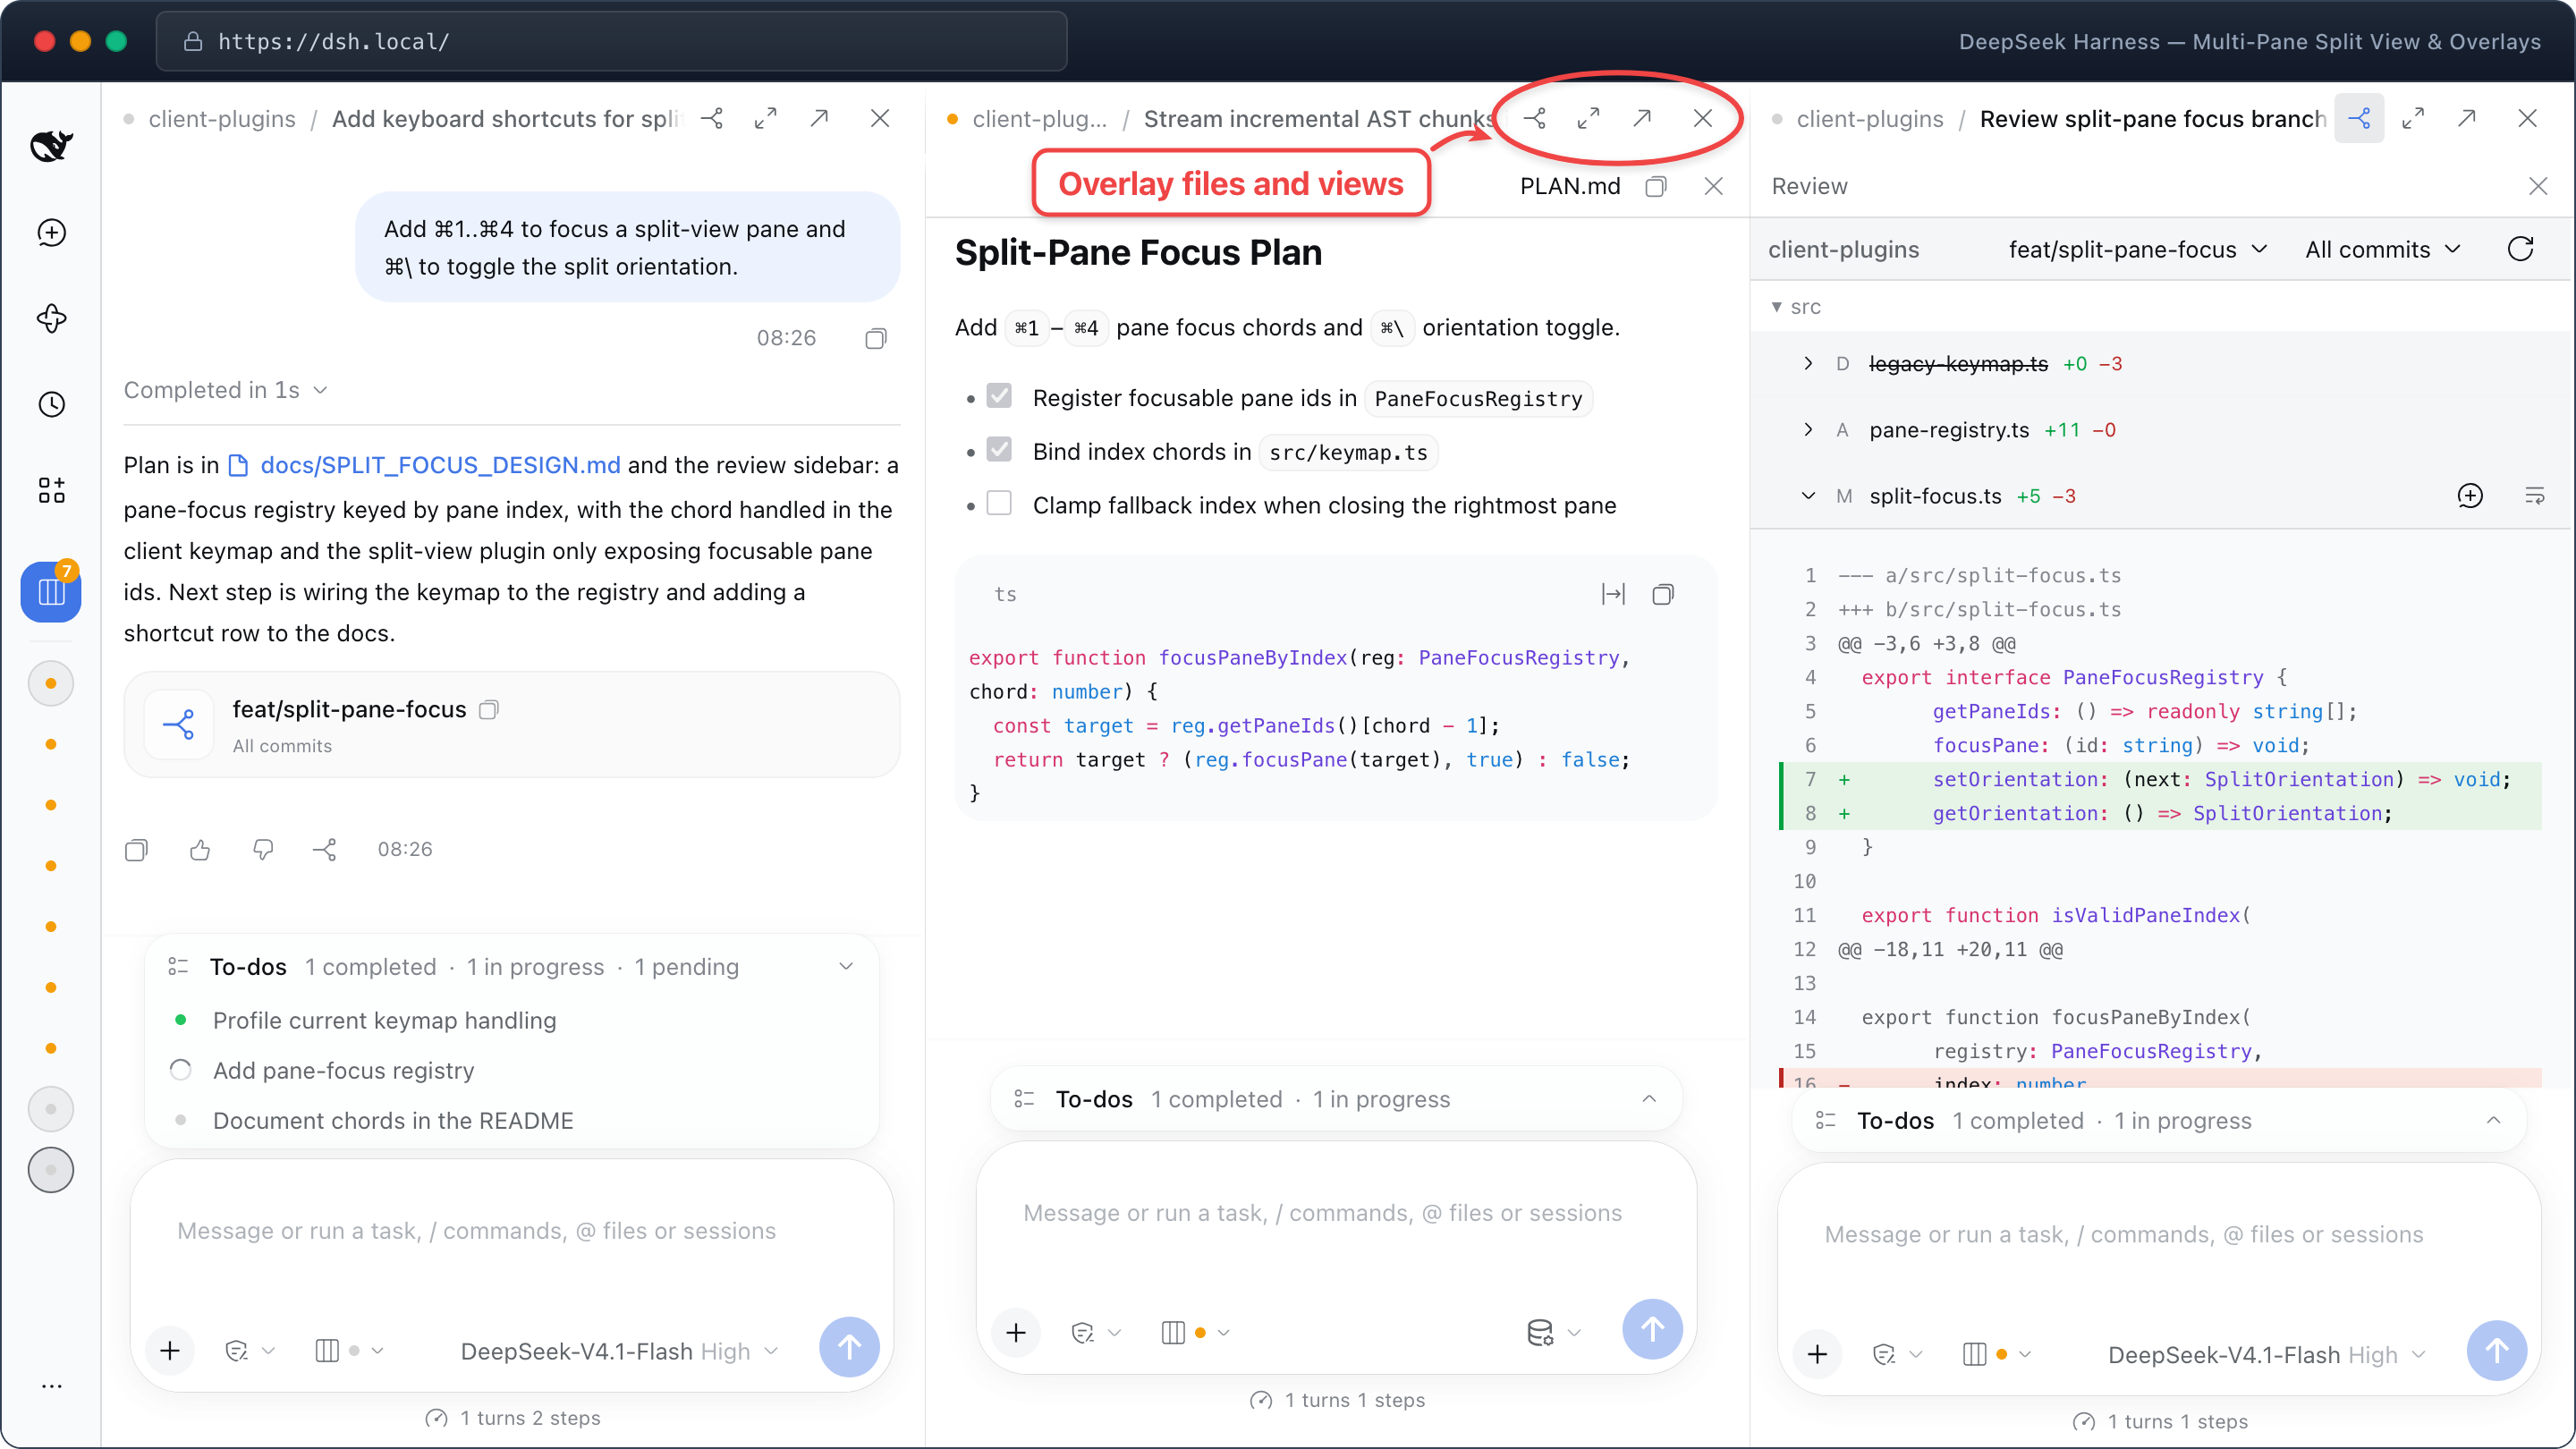 https://dsh.local/
DeepSeek Harness — Multi-Pane Split View & Overlays
7
client-plugins / Add keyboard shortcuts for split
Add ⌘1..⌘4 to focus a split-view pane and
⌘\ to toggle the split orientation.
08:26
Completed in 1s
Plan is in docs/SPLIT_FOCUS_DESIGN.md and the review sidebar: a
pane-focus registry keyed by pane index, with the chord handled in the
client keymap and the split-view plugin only exposing focusable pane
ids. Next step is wiring the keymap to the registry and adding a
shortcut row to the docs.
feat/split-pane-focus
All commits
08:26
To-dos 1 completed · 1 in progress · 1 pending
Profile current keymap handling
Add pane-focus registry
Document chords in the README
Message or run a task, / commands, @ files or sessions
DeepSeek-V4.1-Flash High
1 turns 2 steps
client-plug... / Stream incremental AST chunks
Overlay files and views
PLAN.md
Split-Pane Focus Plan
Add ⌘1–⌘4 pane focus chords and ⌘\ orientation toggle.
Register focusable pane ids in PaneFocusRegistry
Bind index chords in src/keymap.ts
Clamp fallback index when closing the rightmost pane
ts
export function focusPaneByIndex(reg: PaneFocusRegistry,
chord: number) {
const target = reg.getPaneIds()[chord - 1];
return target ? (reg.focusPane(target), true) : false;
}
To-dos 1 completed · 1 in progress
Message or run a task, / commands, @ files or sessions
1 turns 1 steps
client-plugins / Review split-pane focus branch
Review
client-plugins feat/split-pane-focus All commits
src
D legacy-keymap.ts +0 -3
A pane-registry.ts +11 -0
M split-focus.ts +5 -3
1 --- a/src/split-focus.ts
2 +++ b/src/split-focus.ts
3 @@ -3,6 +3,8 @@
4 export interface PaneFocusRegistry {
5 getPaneIds: () => readonly string[];
6 focusPane: (id: string) => void;
7 + setOrientation: (next: SplitOrientation) => void;
8 + getOrientation: () => SplitOrientation;
9 }
10
11 export function isValidPaneIndex(
12 @@ -18,11 +20,11 @@
13
14 export function focusPaneByIndex(
15 registry: PaneFocusRegistry,
16 - index: number
To-dos 1 completed · 1 in progress
Message or run a task, / commands, @ files or sessions
DeepSeek-V4.1-Flash High
1 turns 1 steps